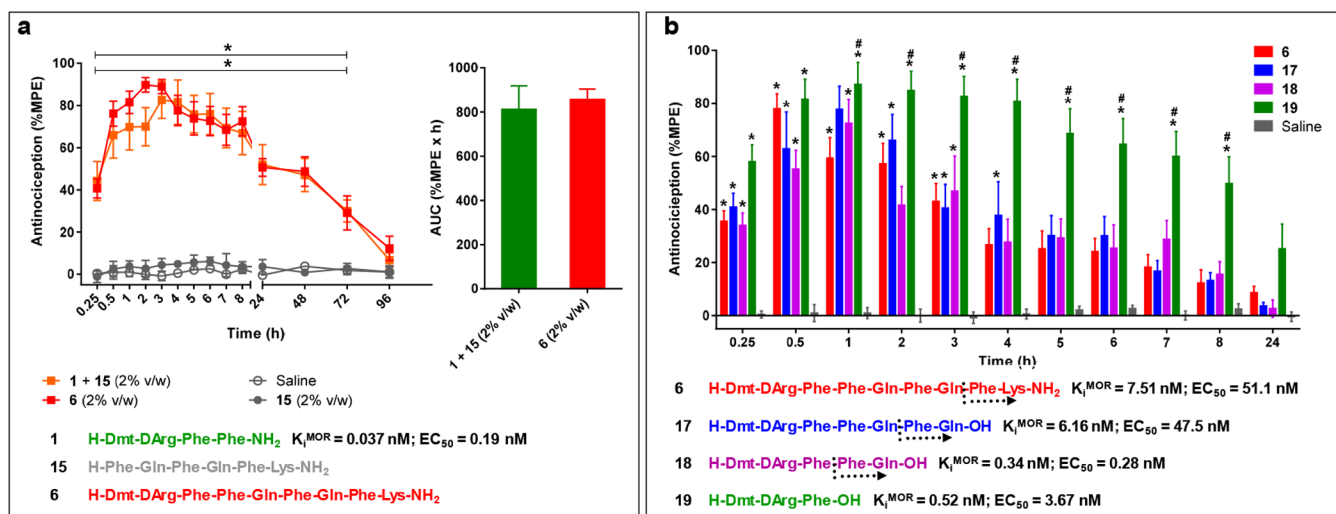 a
*
*
Antinociception (%MPE)
100
80
60
40
20
0
0.25
0.5
1
2
3
4
5
6
7
8
24
48
72
96
Time (h)
AUC (%MPE x h)
1000
800
600
400
200
0
1 + 15 (2% v/w)
6 (2% v/w)
1 + 15 (2% v/w)
Saline
6 (2% v/w)
15 (2% v/w)
1 H-Dmt-DArg-Phe-Phe-NH2 KiMOR = 0.037 nM; EC50 = 0.19 nM
15 H-Phe-Gln-Phe-Gln-Phe-Lys-NH2
6 H-Dmt-DArg-Phe-Phe-Gln-Phe-Gln-Phe-Lys-NH2
b
Antinociception (%MPE)
100
80
60
40
20
0
* * * * * * * * * * * * * * * * * * * * * *
# # # # # # # #
6
17
18
19
Saline
0.25 0.5 1 2 3 4 5 6 7 8 24
Time (h)
6 H-Dmt-DArg-Phe-Phe-Gln-Phe-Gln-Phe-Lys-NH2 KiMOR = 7.51 nM; EC50 = 51.1 nM
17 H-Dmt-DArg-Phe-Phe-Gln-Phe-Gln-OH KiMOR = 6.16 nM; EC50 = 47.5 nM
18 H-Dmt-DArg-Phe-Phe-Gln-OH KiMOR = 0.34 nM; EC50 = 0.28 nM
19 H-Dmt-DArg-Phe-OH KiMOR = 0.52 nM; EC50 = 3.67 nM